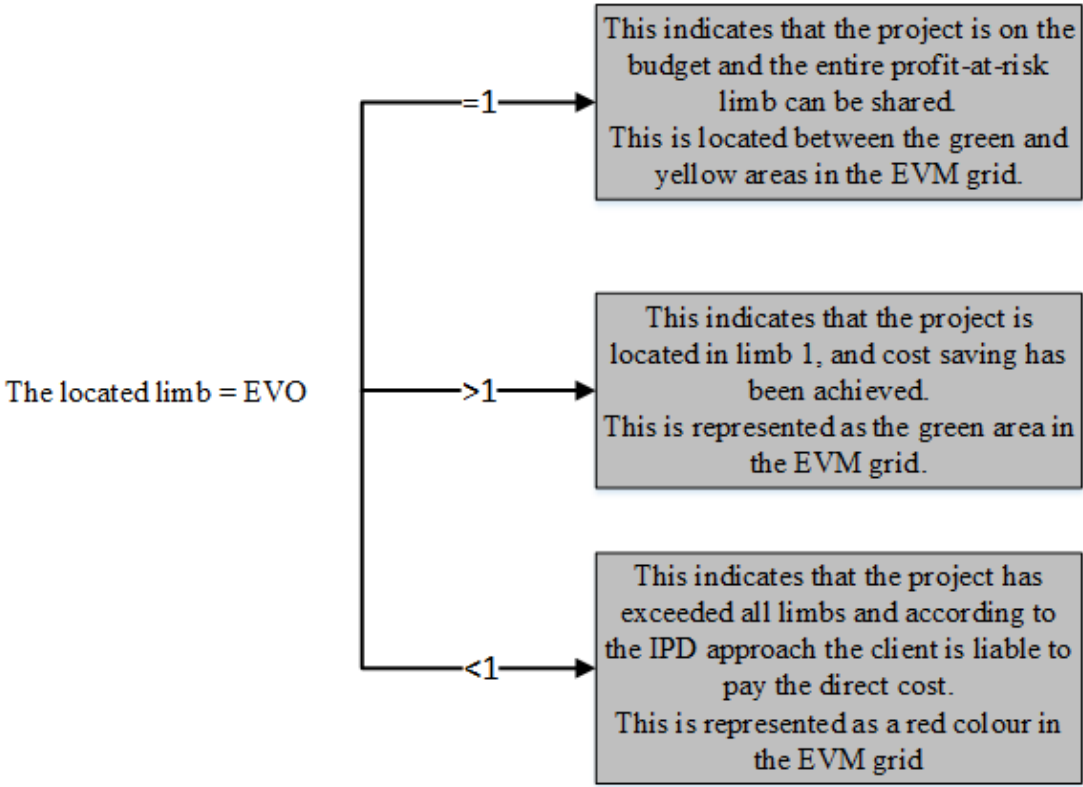 This indicates that the project is on the
budget and the entire profit-at-risk
limb can be shared.
This is located between the green and
yellow areas in the EVM grid.
=1
This indicates that the project is
located in limb 1, and cost saving has
been achieved.
This is represented as the green area in
the EVM grid.
The located limb = EVO
>1
This indicates that the project has
exceeded all limbs and according to
the IPD approach the client is liable to
pay the direct cost.
This is represented as a red colour in
the EVM grid
<1